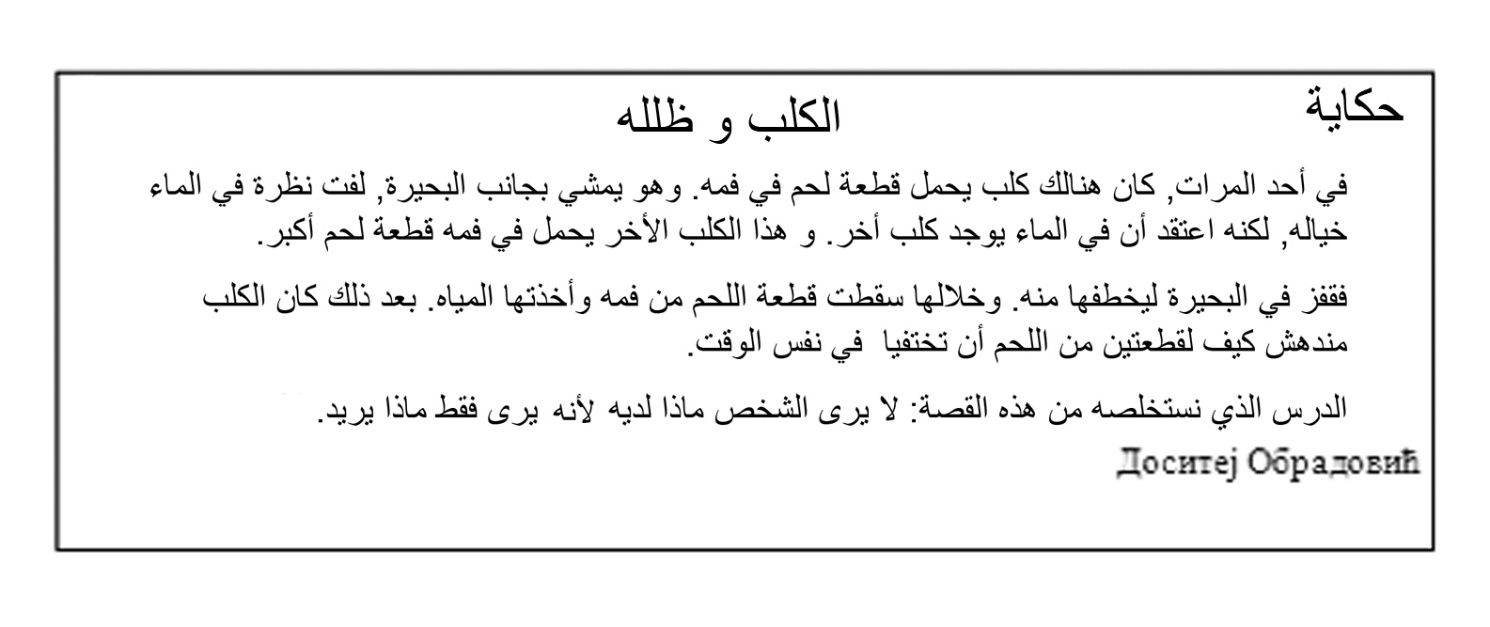 حكاية
الكلب و ظلله
في أحد المرات, كان هنالك كلب يحمل قطعة لحم في فمه. وهو يمشي بجانب البحيرة, لفت نظرة في الماء
خياله, لكنه اعتقد أن في الماء يوجد كلب أخر. و هذا الكلب الأخر يحمل في فمه قطعة لحم أكبر.
فقفز في البحيرة ليخطفها منه. وخلالها سقطت قطعة اللحم من فمه وأخذتها المياه. بعد ذلك كان الكلب
مندهش كيف لقطعتين من اللحم أن تختفيا في نفس الوقت.
الدرس الذي نستخلصه من هذه القصة: لا يرى الشخص ماذا لديه لأنه يرى فقط ماذا يريد.
Доситеј Обрадовић